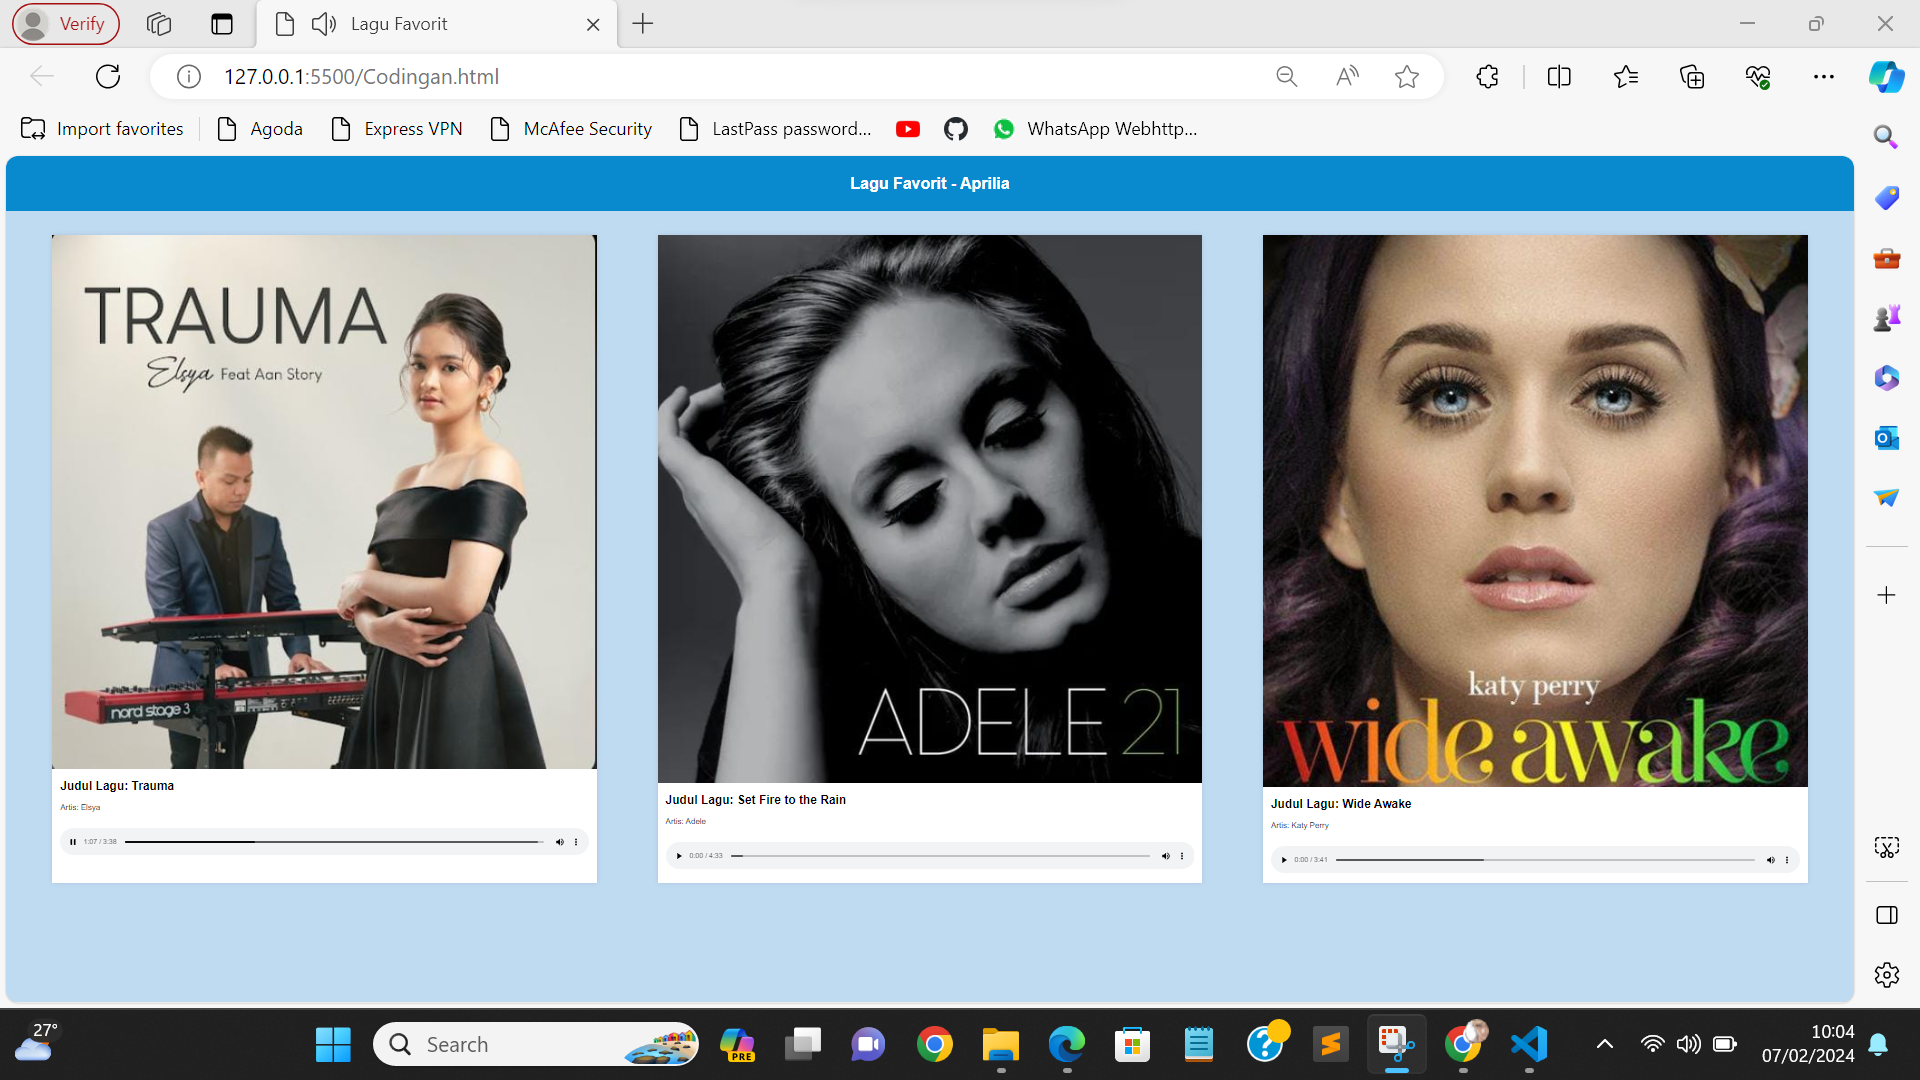 Verify
Lagu Favorit
127.0.0.1:5500/Codingan.html
Import favorites
Agoda
Express VPN
McAfee Security
LastPass password...
WhatsApp Webhttp...
Lagu Favorit - Aprilia
TRAUMA
Elsya Feat Aan Story
nord stage 3
Judul Lagu: Trauma
Artis: Elsya
1:07 / 3:38
ADELE 21
Judul Lagu: Set Fire to the Rain
Artis: Adele
0:00 / 4:33
katy perry
wide awake
Judul Lagu: Wide Awake
Artis: Katy Perry
0:00 / 3:41
27°
Search
PRE
10:04
07/02/2024